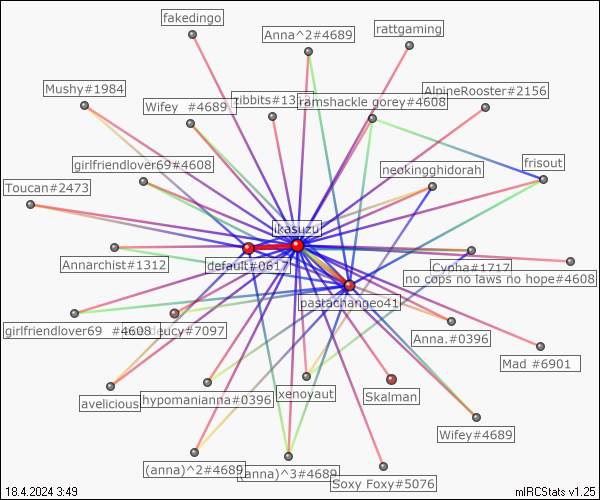 fakedingo
Anna^2#4689
rattgaming
Mushy#1984
Wifey #4689
zibbits#131
ramshackle gorey#4608
AlpineRooster#2156
girlfriendlover69#4608
neokingghidorah
frisout
Toucan#2473
ikasuzu
Annarchist#1312
default#0617
Cypha#1717
no cops no laws no hope#4608
pastachangeo41
girlfriendlover69 #4608
leucy#7097
Anna.#0396
Mad #6901
avelicious
hypomanianna#0396
xenoyaut
Skalman
Wifey#4689
(anna)^2#4689
(anna)^3#4689
Soxy Foxy#5076
18.4.2024 3:49
mIRCStats v1.25